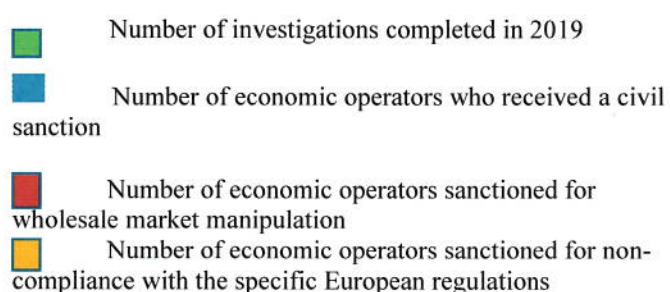 Number of investigations completed in 2019
Number of economic operators who received a civil
sanction
Number of economic operators sanctioned for
wholesale market manipulation
Number of economic operators sanctioned for non-
compliance with the specific European regulations